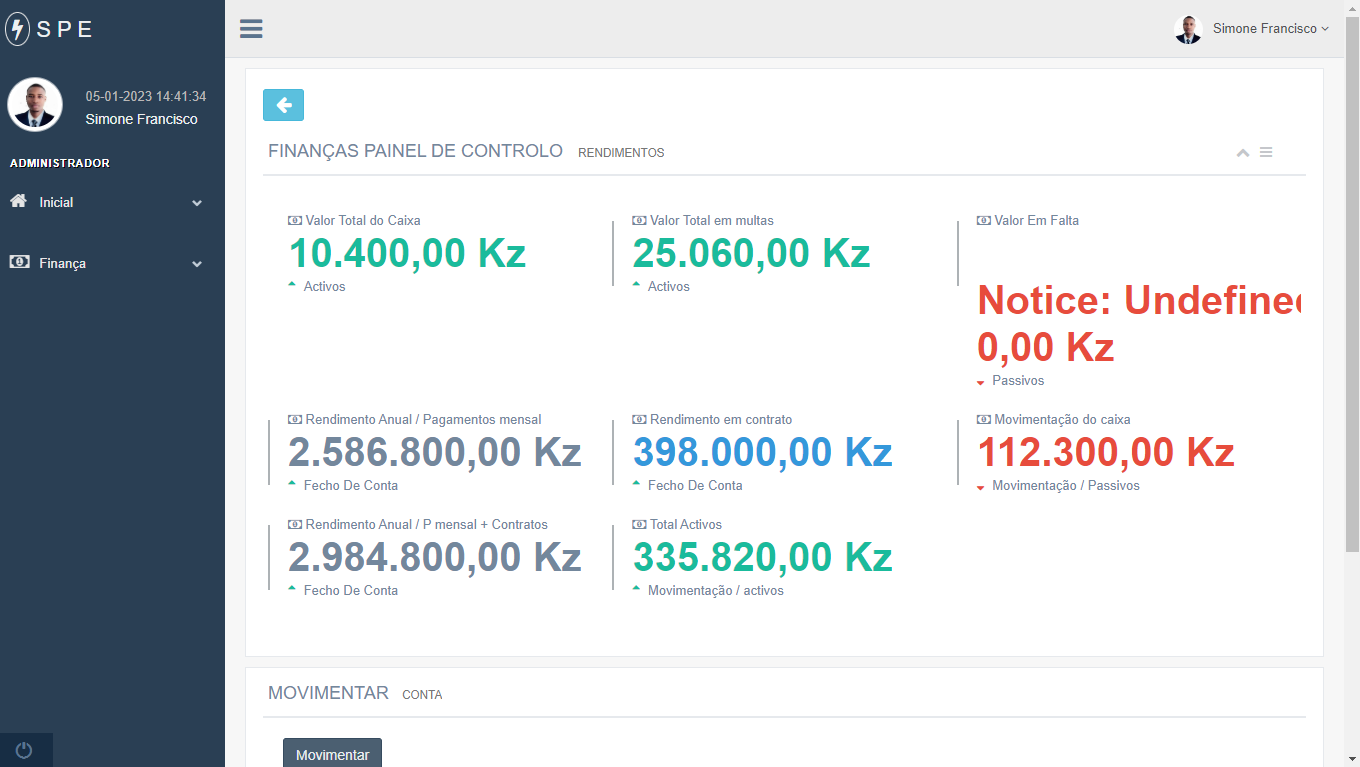 SPE
Simone Francisco
05-01-2023 14:41:34
Simone Francisco
ADMINISTRADOR
Inicial
Finança
FINANÇAS PAINEL DE CONTROLO RENDIMENTOS
Valor Total do Caixa
10.400,00 Kz
Activos
Valor Total em multas
25.060,00 Kz
Activos
Valor Em Falta
Notice: Undefined
0,00 Kz
Passivos
Rendimento Anual / Pagamentos mensal
2.586.800,00 Kz
Fecho De Conta
Rendimento em contrato
398.000,00 Kz
Fecho De Conta
Movimentação do caixa
112.300,00 Kz
Movimentação / Passivos
Rendimento Anual / P mensal + Contratos
2.984.800,00 Kz
Fecho De Conta
Total Activos
335.820,00 Kz
Movimentação / activos
MOVIMENTAR CONTA
Movimentar